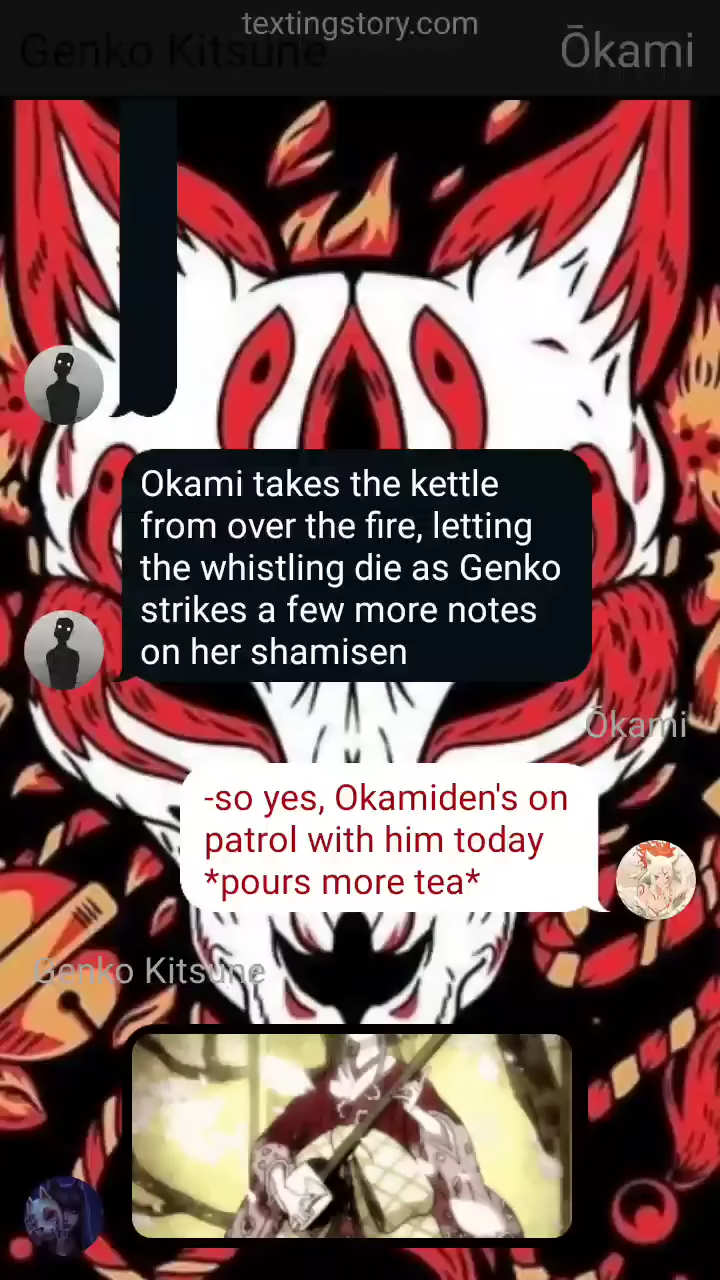 textingstory.com
Genko Kitsune
Ōkami
Okami takes the kettle
from over the fire, letting
the whistling die as Genko
strikes a few more notes
on her shamisen
Ōkami
-so yes, Okamiden's on
patrol with him today
*pours more tea*
Genko Kitsune